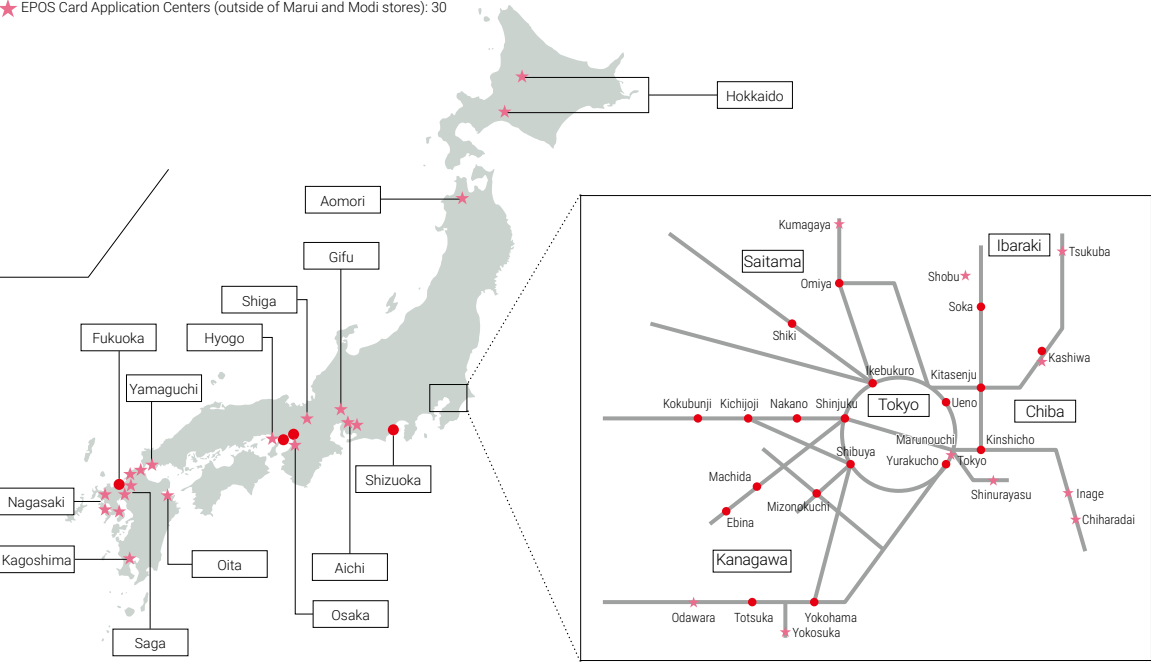 EPOS Card Application Centers (outside of Marui and Modi stores): 30
Hokkaido
Aomori
Gifu
Shiga
Fukuoka
Hyogo
Yamaguchi
Shizuoka
Nagasaki
Kagoshima
Oita
Aichi
Osaka
Saga
Kumagaya
Saitama
Ibaraki
Tsukuba
Shobu
Omiya
Soka
Shiki
Kashiwa
Ikebukuro
Kitasenju
Kokubunji
Kichijoji
Nakano
Shinjuku
Tokyo
Ueno
Chiba
Marunouchi
Kinshicho
Shibuya
Yurakucho
Tokyo
Machida
Shinurayasu
Inage
Mizonokuchi
Ebina
Chiharadai
Kanagawa
Odawara
Totsuka
Yokohama
Yokosuka